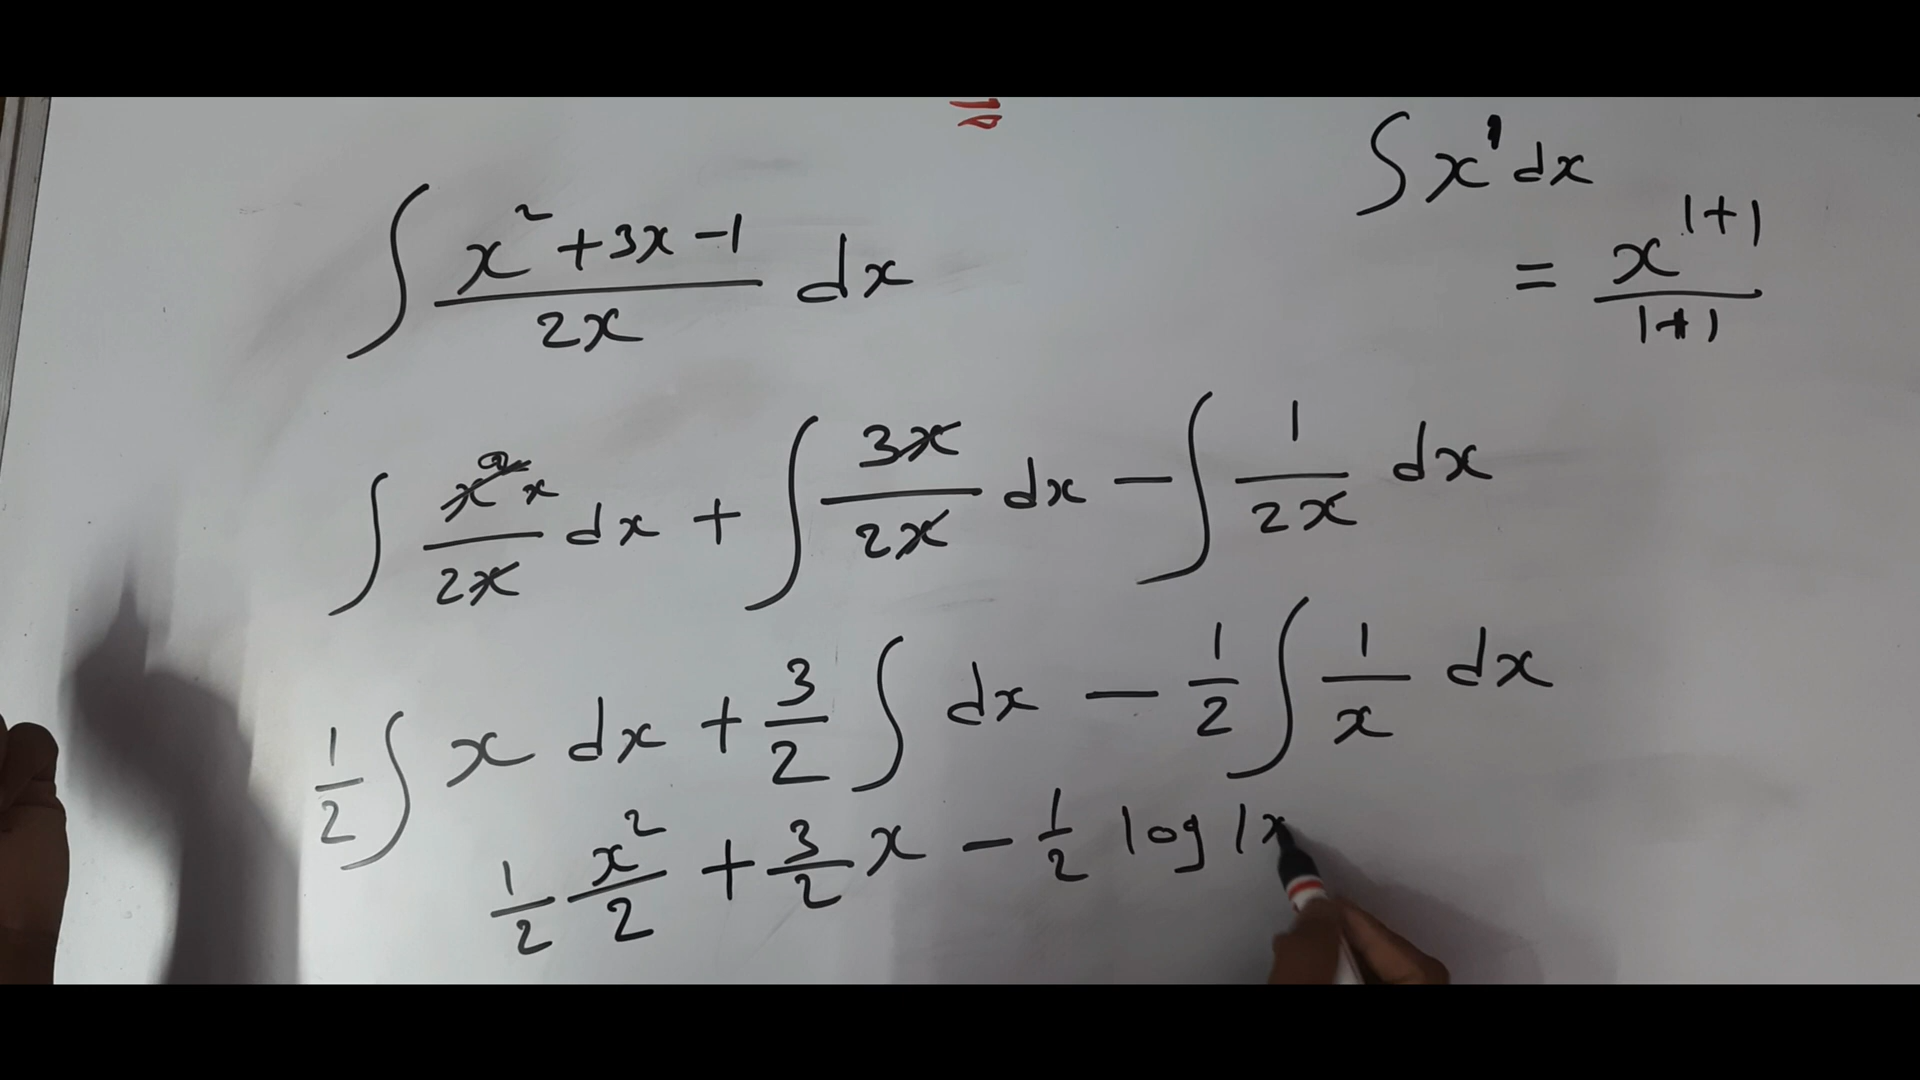 ∫ (x² + 3x - 1)/(2x) dx
∫ x¹ dx
= x^(1+1)/(1+1)
∫ x² x/(2x) dx + ∫ 3x/(2x) dx - ∫ 1/(2x) dx
1/2 ∫ x dx + 3/2 ∫ dx - 1/2 ∫ 1/x dx
1/2 x²/2 + 3/2 x - 1/2 log |x